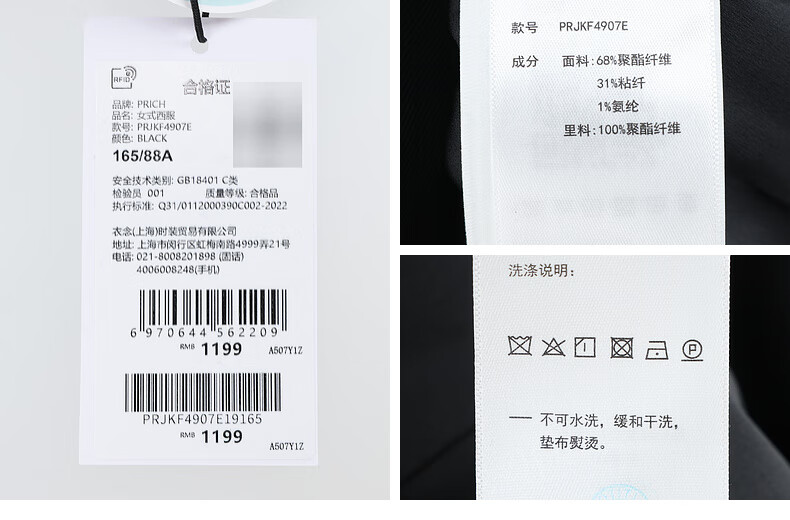 RFID
合格证
品牌: PRICH
品名: 女式西服
款号: PRJKF4907E
颜色: BLACK
165/88A
安全技术类别: GB18401 C类
检验员 001 质量等级: 合格品
执行标准: Q31/0112000390C002-2022
衣念(上海)时装贸易有限公司
地址: 上海市闵行区虹梅南路4999弄21号
电话: 021-8008201898 (固话)
4006008248(手机)
6 970644 562209
RMB 1199 A507Y1Z
PRJKF4907E19165
RMB 1199
A507Y1Z
款号 PRJKF4907E
成分 面料:68%聚酯纤维
31%粘纤
1%氨纶
里料:100%聚酯纤维
洗涤说明:
P
一 不可水洗，缓和干洗，
垫布熨烫。